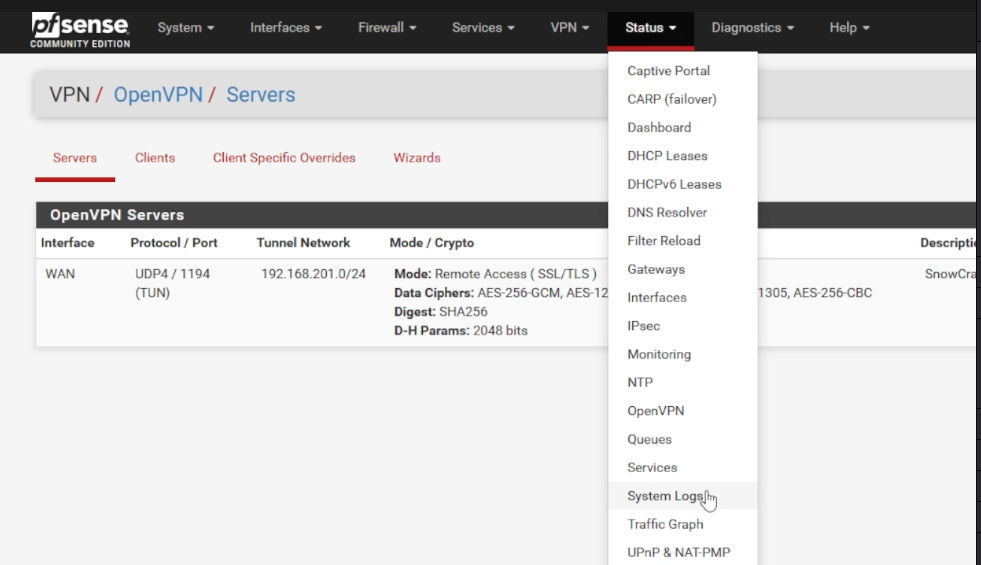 pfsense
COMMUNITY EDITION
System
Interfaces
Firewall
Services
VPN
Status
Diagnostics
Help
VPN / OpenVPN / Servers
Servers
Clients
Client Specific Overrides
Wizards
OpenVPN Servers
Interface
Protocol / Port
Tunnel Network
Mode / Crypto
WAN
UDP4 / 1194
(TUN)
192.168.201.0/24
Mode: Remote Access ( SSL/TLS )
Data Ciphers: AES-256-GCM, AES-12
1305, AES-256-CBC
Digest: SHA256
D-H Params: 2048 bits
Descriptio
SnowCra
Captive Portal
CARP (failover)
Dashboard
DHCP Leases
DHCPv6 Leases
DNS Resolver
Filter Reload
Gateways
Interfaces
IPsec
Monitoring
NTP
OpenVPN
Queues
Services
System Logs
Traffic Graph
UPnP & NAT-PMP